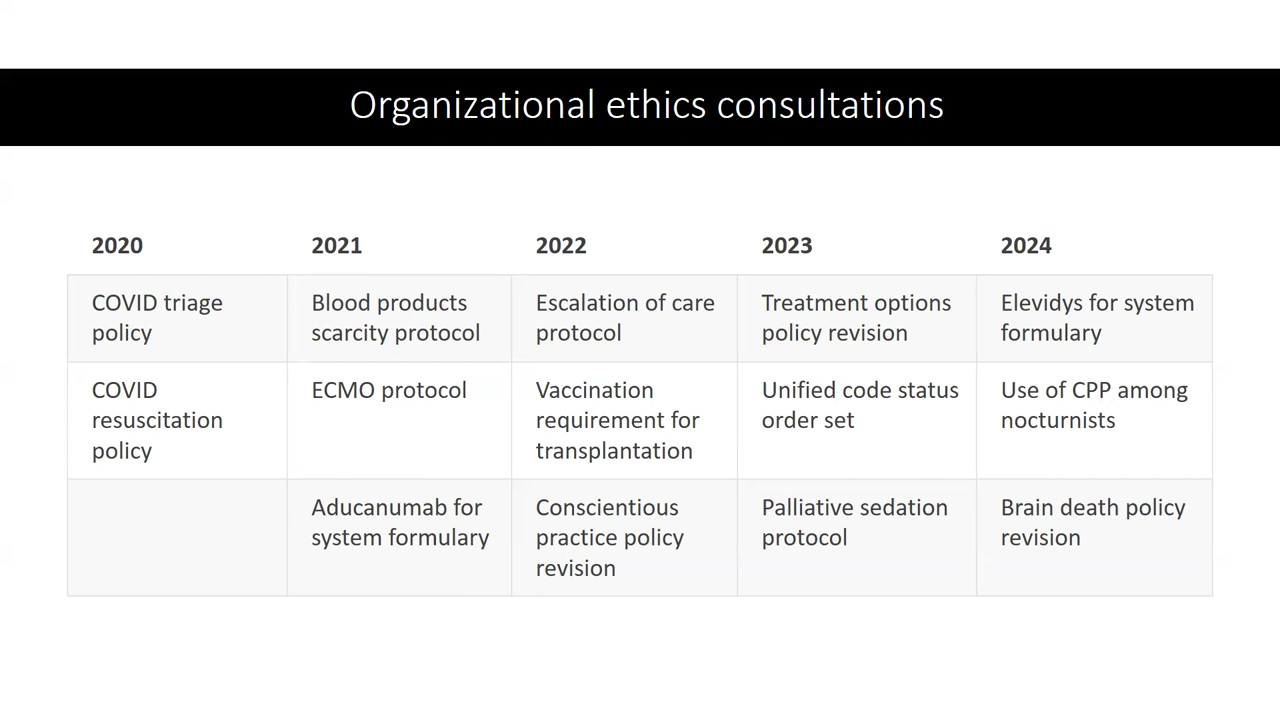 Organizational ethics consultations
2020
2021
2022
2023
2024
COVID triage
policy
Blood products
scarcity protocol
Escalation of care
protocol
Treatment options
policy revision
Elevidys for system
formulary
COVID
resuscitation
policy
ECMO protocol
Vaccination
requirement for
transplantation
Unified code status
order set
Use of CPP among
nocturnists
Aducanumab for
system formulary
Conscientious
practice policy
revision
Palliative sedation
protocol
Brain death policy
revision